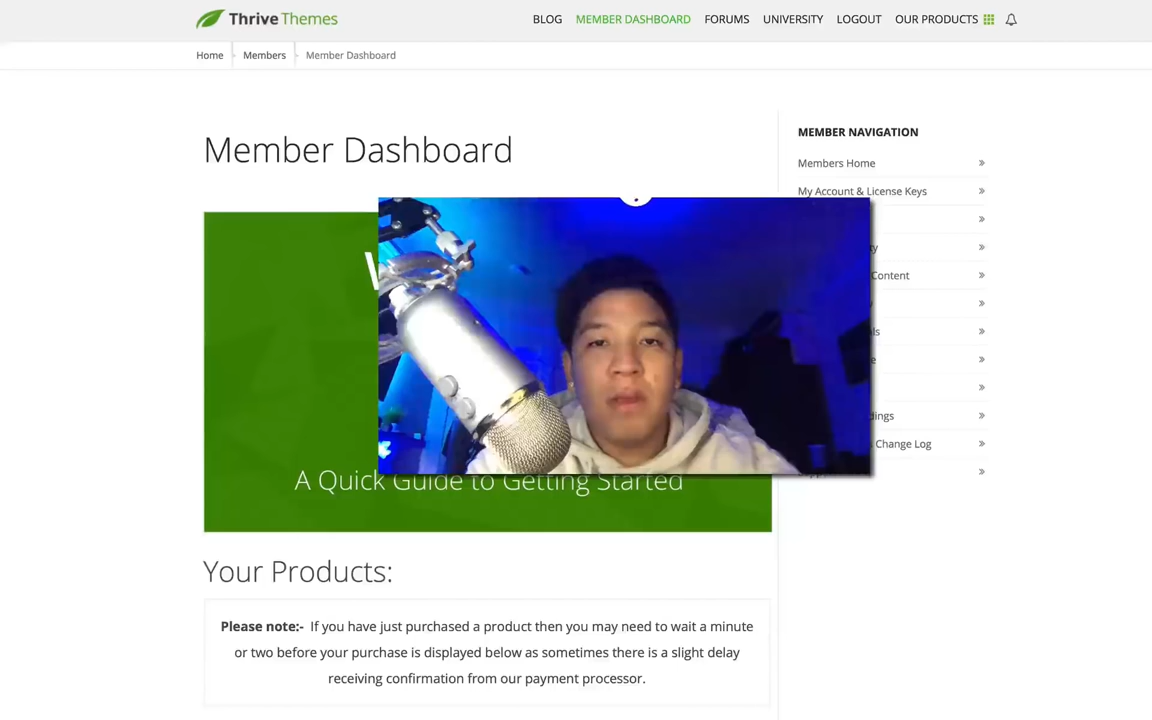 Thrive Themes
BLOG MEMBER DASHBOARD FORUMS UNIVERSITY LOGOUT OUR PRODUCTS
Home Members Member Dashboard
Member Dashboard
A Quick Guide to Getting Started
Your Products:
Please note:- If you have just purchased a product then you may need to wait a minute
or two before your purchase is displayed below as sometimes there is a slight delay
receiving confirmation from our payment processor.
MEMBER NAVIGATION
Members Home »
My Account & License Keys »
»
»
Content »
»
»
»
»
»
Change Log »
»